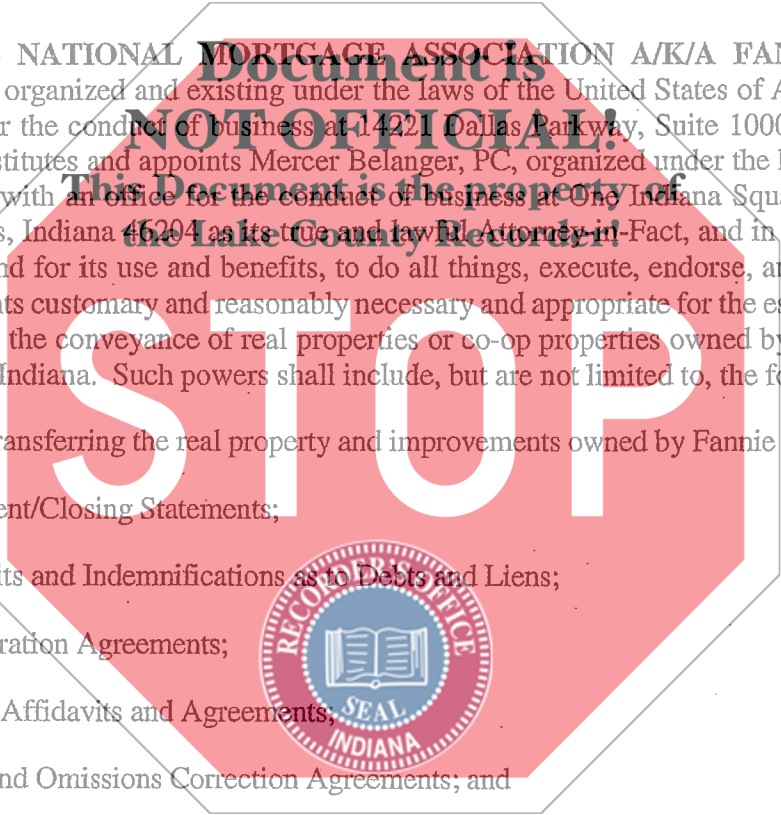 NATIONAL MORTGAGE ASSOCIATION A/K/A FAN
Document is
organized and existing under the laws of the United States of A
NOT OFFICIAL!
r the conduct of business at 14221 Dallas Parkway, Suite 1000
stitutes and appoints Mercer Belanger, PC, organized under the l
This Document is the property of
with an office for the conduct of business at One Indiana Squ
the Lake County Recorder!
s, Indiana 46204 as its true and lawful Attorney-in-Fact, and in
nd for its use and benefits, to do all things, execute, endorse, a
nts customary and reasonably necessary and appropriate for the es
the conveyance of real properties or co-op properties owned by
Indiana. Such powers shall include, but are not limited to, the fo
STOP
ransferring the real property and improvements owned by Fannie
ent/Closing Statements;
its and Indemnifications as to Debts and Liens;
ration Agreements;
Affidavits and Agreements;
nd Omissions Correction Agreements; and
RECORDER'S OFFICE
SEAL
INDIANA